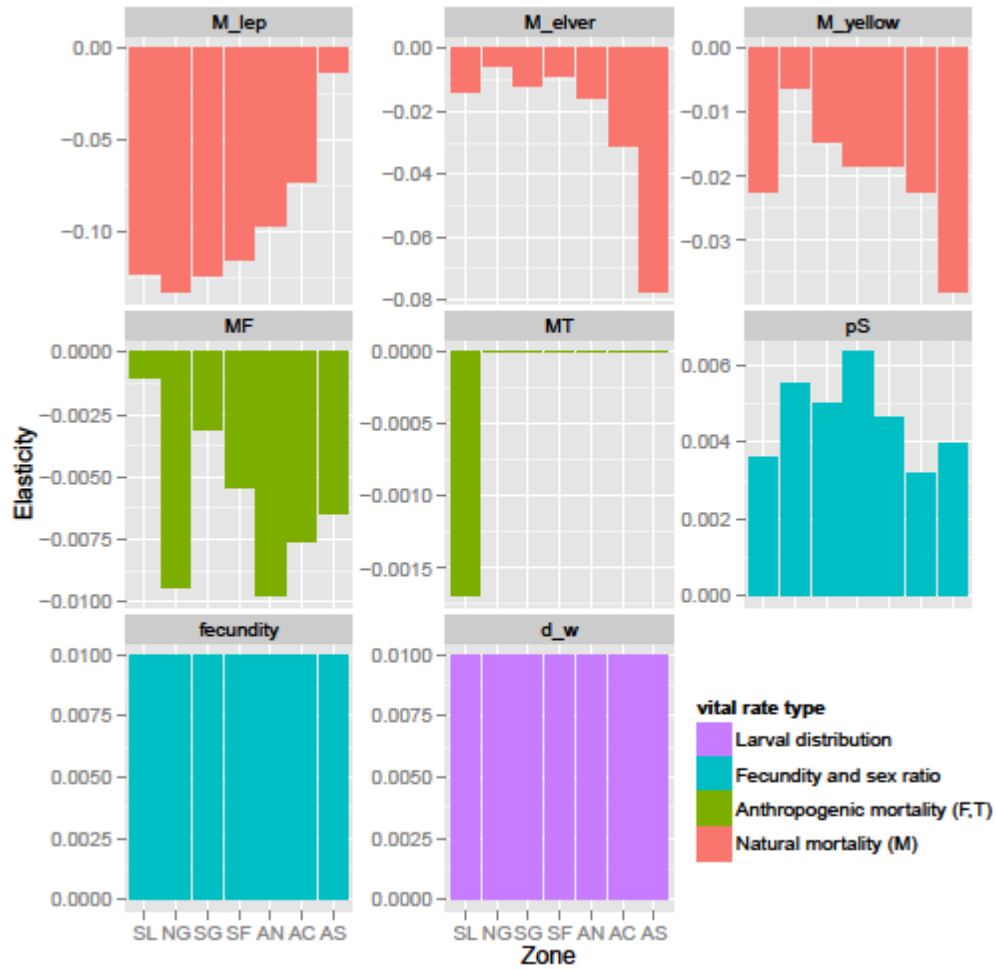 M_lep M_elver M_yellow
0.00 0.00 0.00
−0.05 −0.02 −0.01
−0.10 −0.04 −0.02
−0.06 −0.03
−0.08
MF MT pS
0.0000 0.0000 0.006
−0.0025 −0.0005 0.004
−0.0050 −0.0010 0.002
−0.0075 −0.0015 0.000
−0.0100
Elasticity
fecundity d_w
0.0100 0.0100
0.0075 0.0075
0.0050 0.0050
0.0025 0.0025
0.0000 0.0000
SL NG SG SF AN AC AS SL NG SG SF AN AC AS
Zone
vital rate type
Larval distribution
Fecundity and sex ratio
Anthropogenic mortality (F,T)
Natural mortality (M)